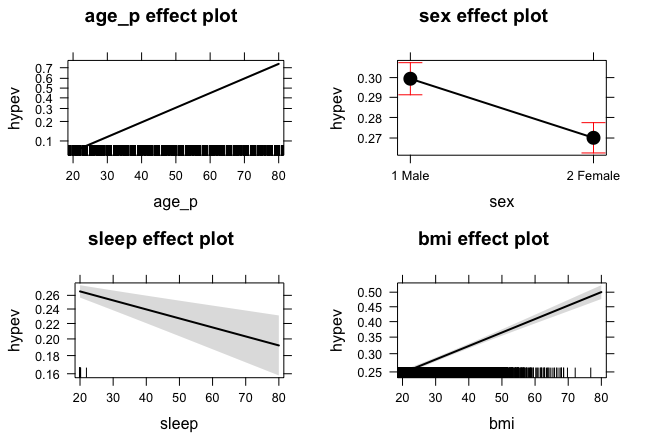 age_p effect plot
hypev
0.7
0.6
0.5
0.4
0.3
0.2
0.1
20 30 40 50 60 70 80
age_p
sex effect plot
hypev
0.30
0.29
0.28
0.27
1 Male 2 Female
sex
sleep effect plot
hypev
0.26
0.24
0.22
0.20
0.18
0.16
20 30 40 50 60 70 80
sleep
bmi effect plot
hypev
0.50
0.45
0.40
0.35
0.30
0.25
20 30 40 50 60 70 80
bmi